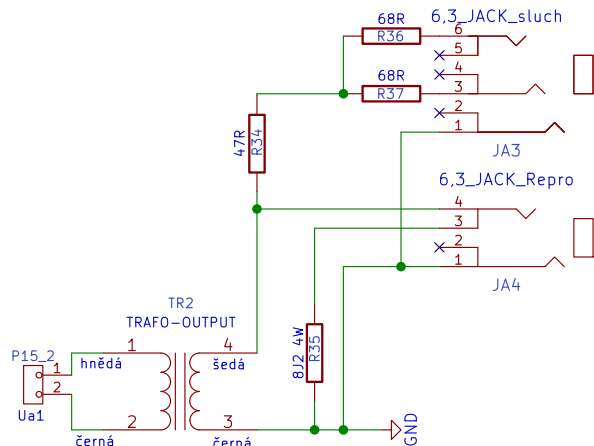 6,3_JACK_sluch
68R
R36
6
5
4
3
2
1
68R
R37
JA3
47R
R34
6,3_JACK_Repro
4
3
2
1
JA4
TR2
TRAFO-OUTPUT
8J2 4W
R35
P15_2
1
2
Ua1
hnědá
1
2
černá
4
šedá
3
černá
GND